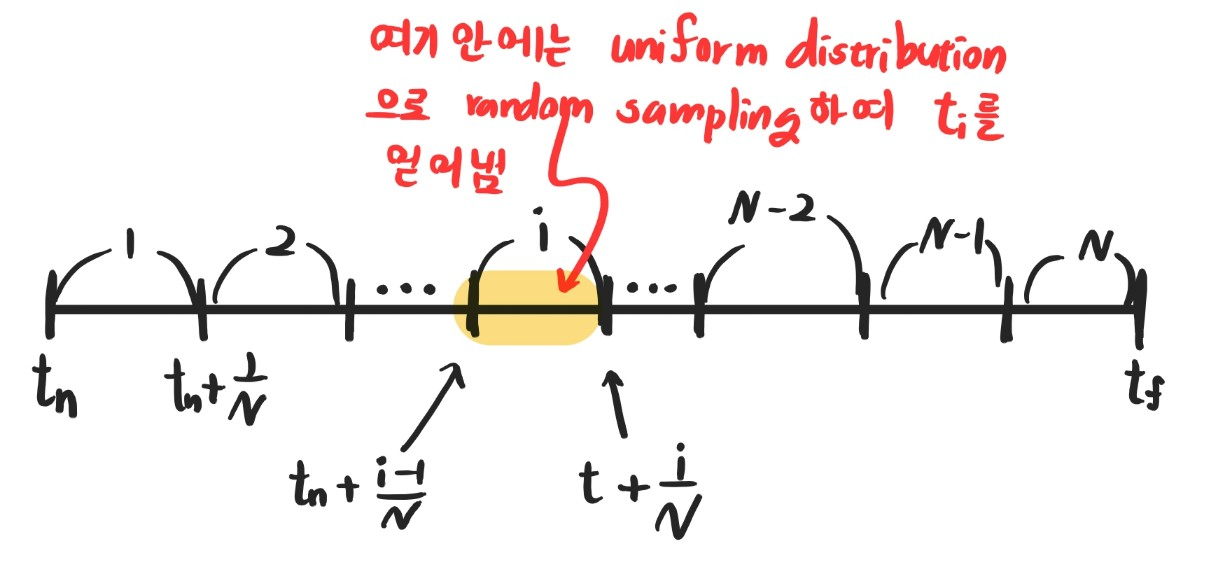 여기 안에는 uniform distribution
으로 random sampling하여 tᵢ를
얻어냄
1 2 ... i ... N-2 N-1 N
tₙ tₙ+1/N t_f
tₙ + i-1/N t + i/N